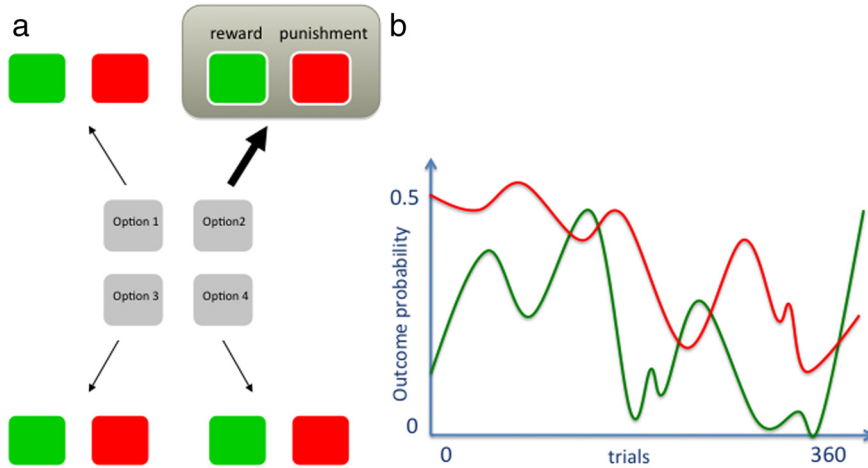 a
reward punishment
b
Option 1
Option2
Option 3
Option 4
0.5
Outcome probability
0
0
trials
360